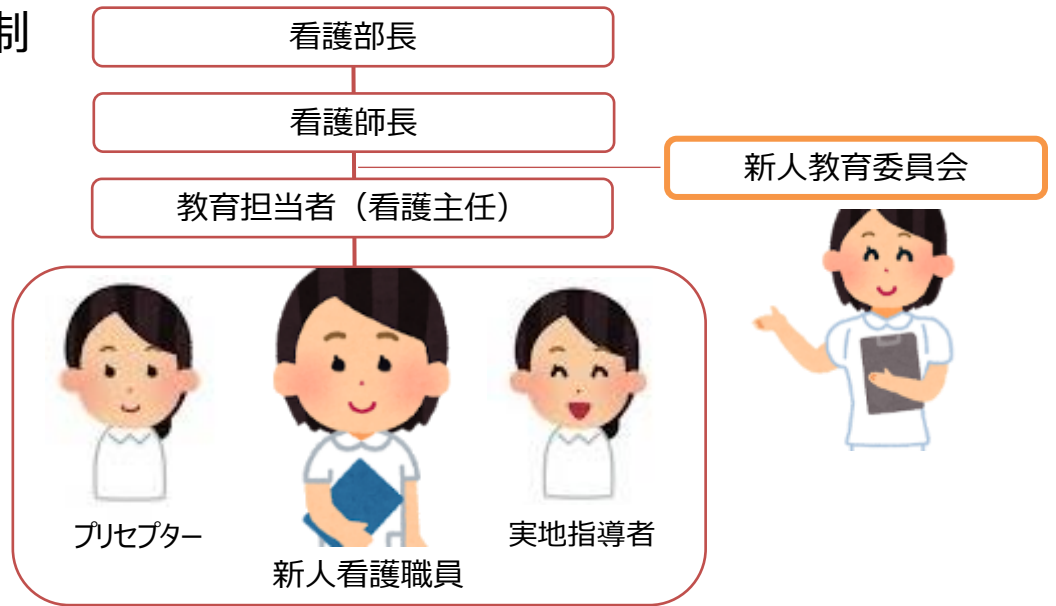 制
看護部長
看護師長
新人教育委員会
教育担当者（看護主任）
プリセプター
実地指導者
新人看護職員